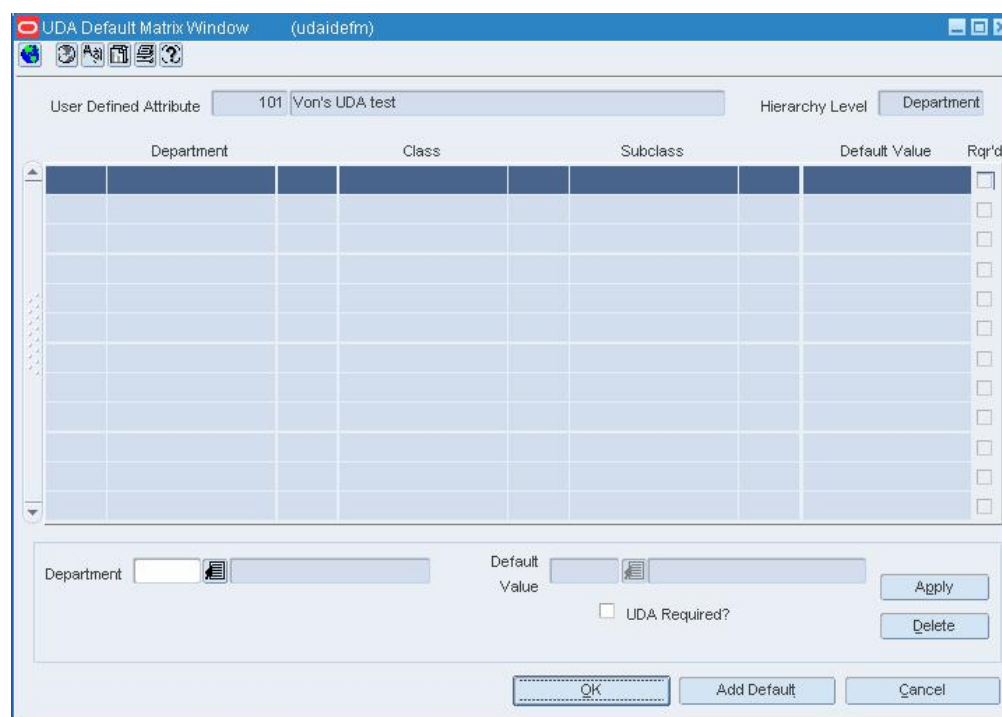 UDA Default Matrix Window (udaidefm)
User Defined Attribute 101 Von's UDA test Hierarchy Level Department
Department Class Subclass Default Value Rqr'd
Department Default Value
UDA Required?
Apply
Delete
OK Add Default Cancel